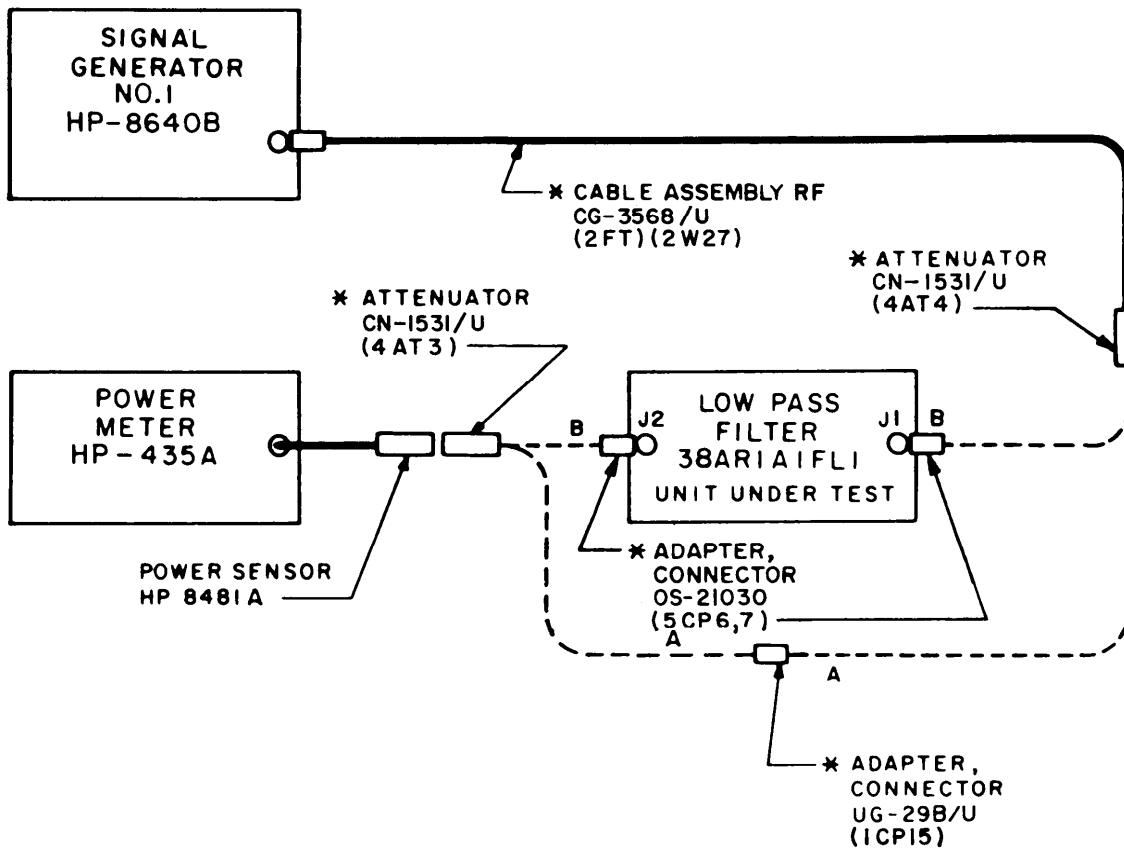 SIGNAL
GENERATOR
NO.1
HP-8640B
* CABLE ASSEMBLY RF
CG-3568/U
(2FT)(2W27)
* ATTENUATOR
CN-1531/U
(4AT4)
* ATTENUATOR
CN-1531/U
(4AT3)
POWER
METER
HP-435A
B
J2
LOW PASS
FILTER
38AR1A1FL1
UNIT UNDER TEST
J1
B
POWER SENSOR
HP 8481A
* ADAPTER,
CONNECTOR
OS-21030
(5CP6,7)
A
A
* ADAPTER,
CONNECTOR
UG-29B/U
(1CP15)